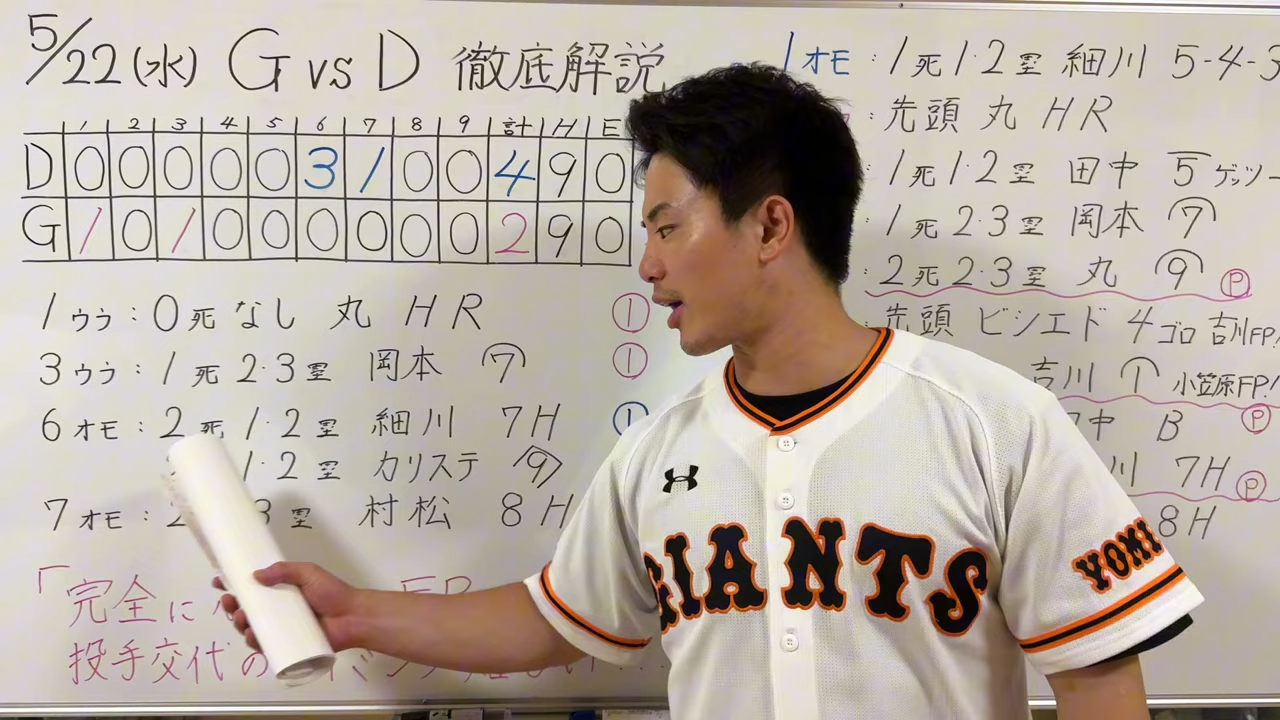 5/22(水) G vs D 徹底解説
1 2 3 4 5 6 7 8 9 計 H E
D 0 0 0 0 0 3 1 0 0 4 9 0
G 1 0 1 0 0 0 0 0 0 2 9 0
1ウラ:0死なし 丸 HR ①
3ウラ:1死2・3塁 岡本 7 ①
6オモ:2死1・2塁 細川 7H ①
1・2塁 カリステ 9
7オモ:2 3塁 村松 8H
「完全に
投手交代の
1オモ:1死1・2塁 細川 5-4-3
:先頭 丸 HR
:1死1・2塁 田中 5ゲッツー
:1死2・3塁 岡本 7
:2死2・3塁 丸 9 Ⓟ
先頭 ビシエド 4ゴロ 吉川FP!
吉川 1 小笠原FP!
中 B Ⓟ
川 7H Ⓟ
8H
GIANTS
YOMI